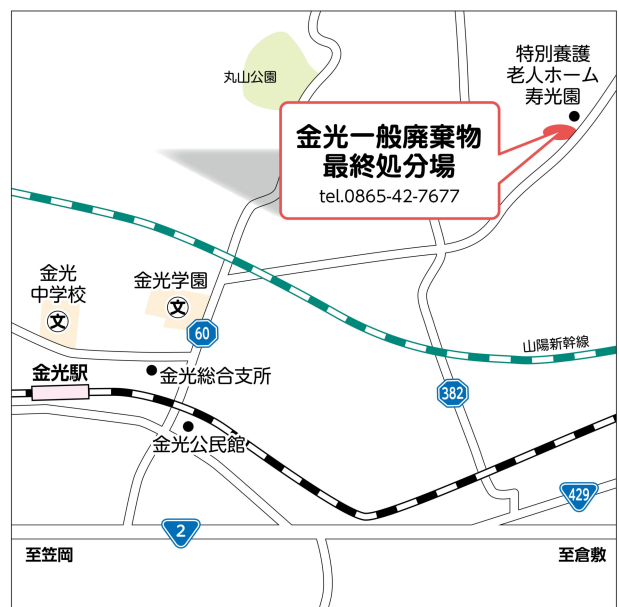 特別養護
老人ホーム
寿光園
丸山公園
金光一般廃棄物
最終処分場
tel.0865-42-7677
金光
中学校
文
金光学園
文
60
山陽新幹線
金光駅
金光総合支所
382
金光公民館
429
2
至笠岡
至倉敷